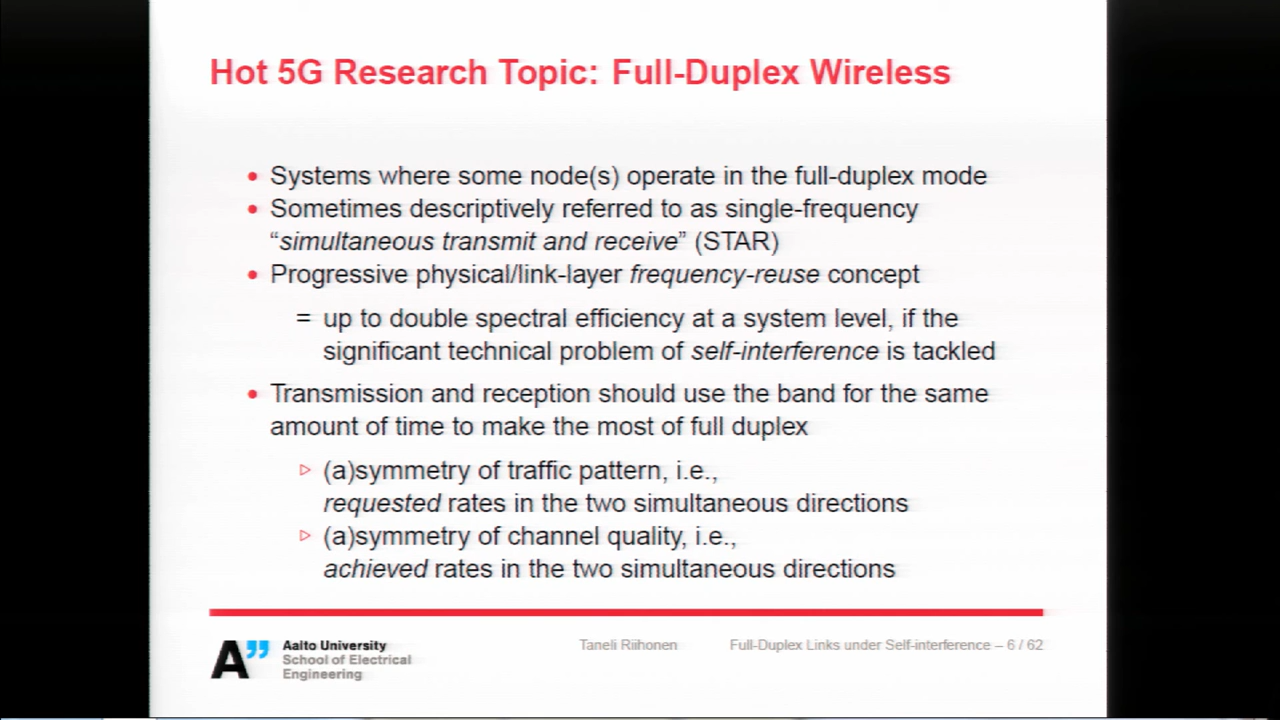 Hot 5G Research Topic: Full-Duplex Wireless
• Systems where some node(s) operate in the full-duplex mode
• Sometimes descriptively referred to as single-frequency
“simultaneous transmit and receive” (STAR)
• Progressive physical/link-layer frequency-reuse concept
= up to double spectral efficiency at a system level, if the
significant technical problem of self-interference is tackled
• Transmission and reception should use the band for the same
amount of time to make the most of full duplex
▷ (a)symmetry of traffic pattern, i.e.,
requested rates in the two simultaneous directions
▷ (a)symmetry of channel quality, i.e.,
achieved rates in the two simultaneous directions
A”
Aalto University
School of Electrical
Engineering
Taneli Riihonen
Full-Duplex Links under Self-interference – 6 / 62